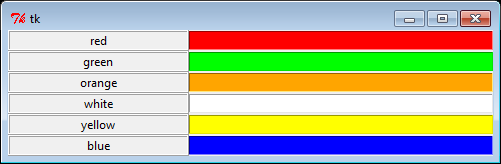 tk
red
green
orange
white
yellow
blue